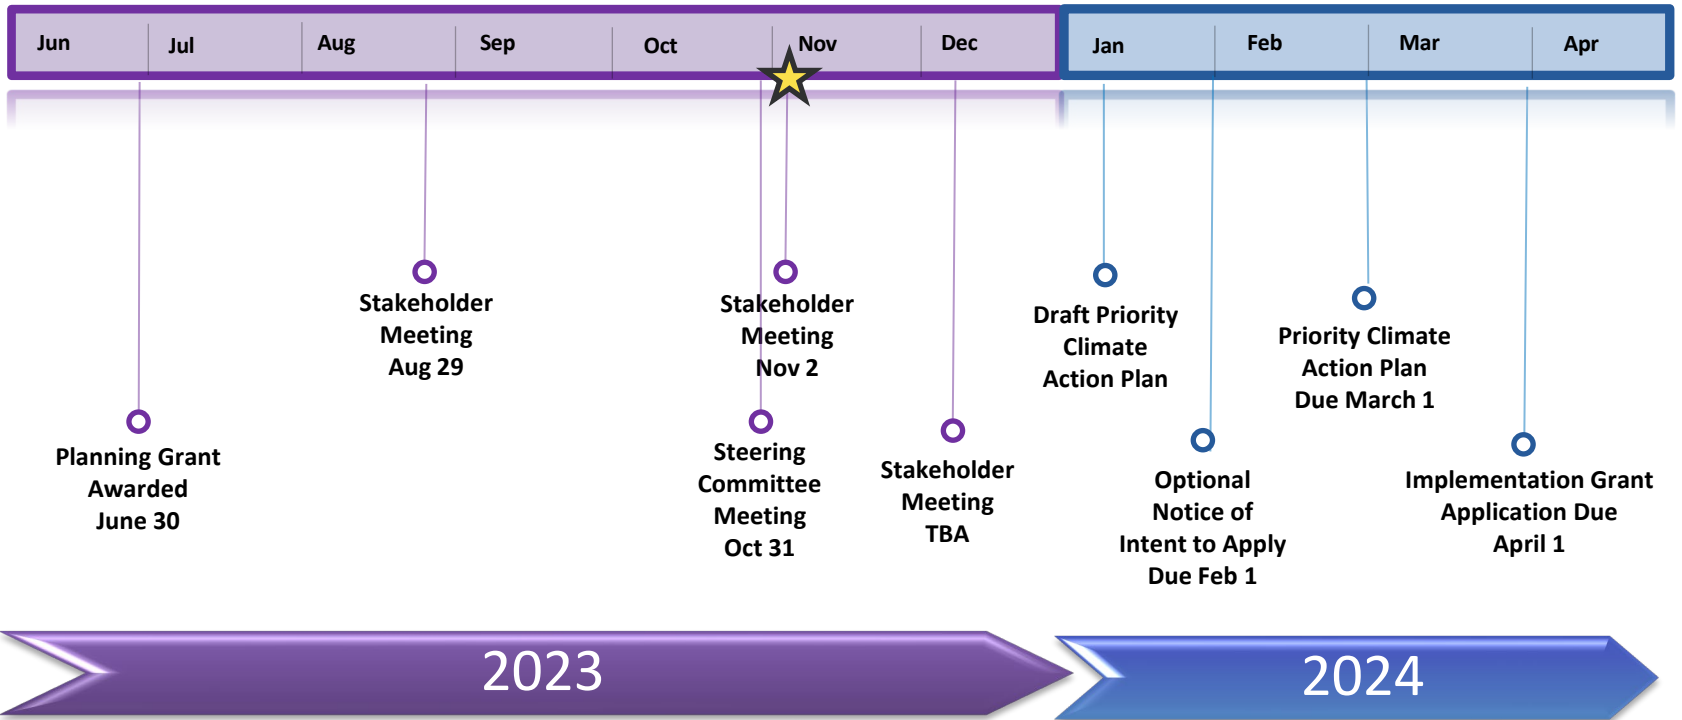 Jun
Jul
Aug
Sep
Oct
Nov
Dec
Jan
Feb
Mar
Apr
Planning Grant
Awarded
June 30
Stakeholder
Meeting
Aug 29
Steering
Committee
Meeting
Oct 31
Stakeholder
Meeting
Nov 2
Stakeholder
Meeting
TBA
Draft Priority
Climate
Action Plan
Optional
Notice of
Intent to Apply
Due Feb 1
Priority Climate
Action Plan
Due March 1
Implementation Grant
Application Due
April 1
2023
2024